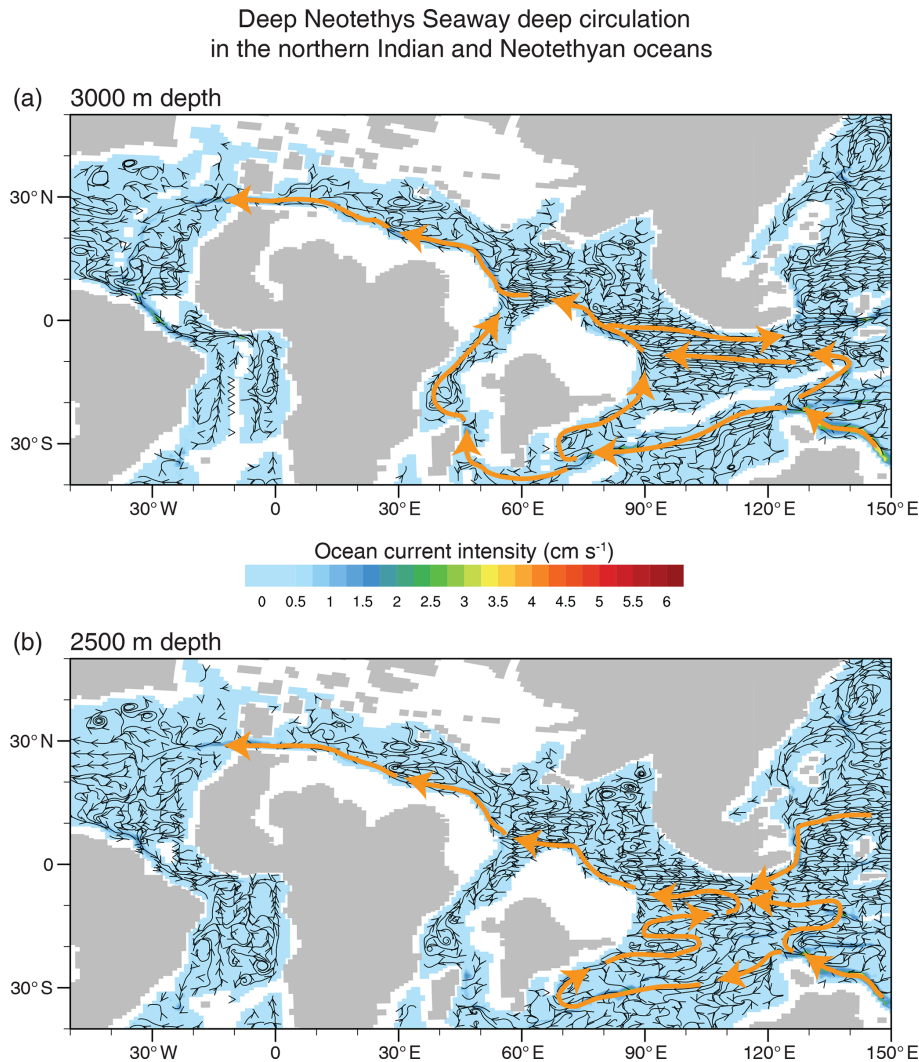 Deep Neotethys Seaway deep circulation
in the northern Indian and Neotethyan oceans
(a) 3000 m depth
30° N
0
30° S
30° W 0 30° E 60° E 90° E 120° E 150° E
Ocean current intensity (cm s⁻¹)
0 0.5 1 1.5 2 2.5 3 3.5 4 4.5 5 5.5 6
(b) 2500 m depth
30° N
0
30° S
30° W 0 30° E 60° E 90° E 120° E 150° E